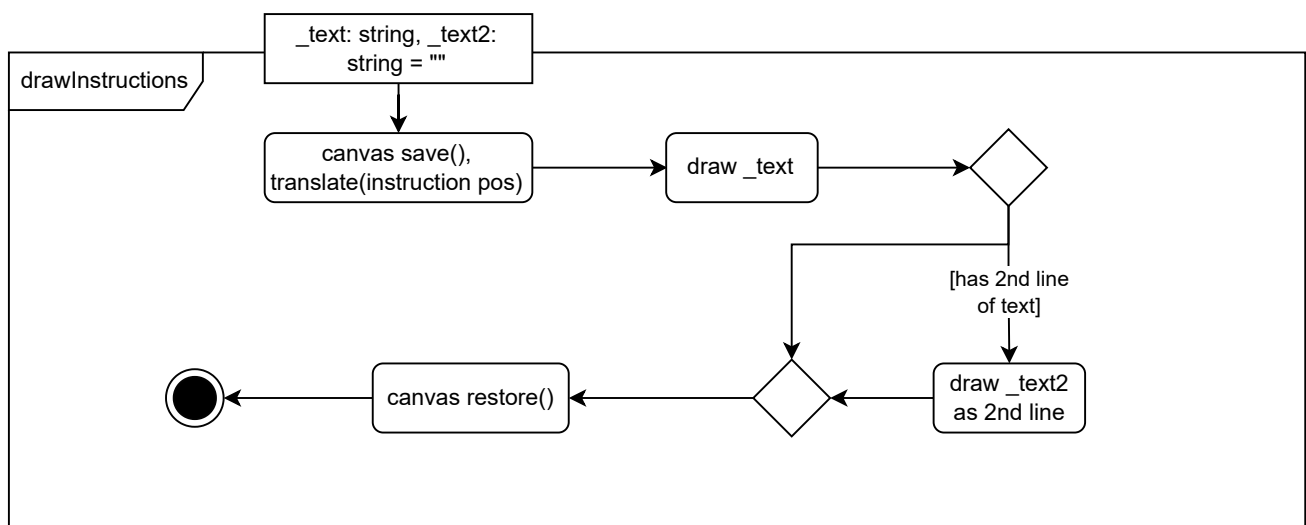 _text: string, _text2:
string = ""
drawInstructions
canvas save(),
translate(instruction pos)
draw _text
[has 2nd line
of text]
canvas restore()
draw _text2
as 2nd line